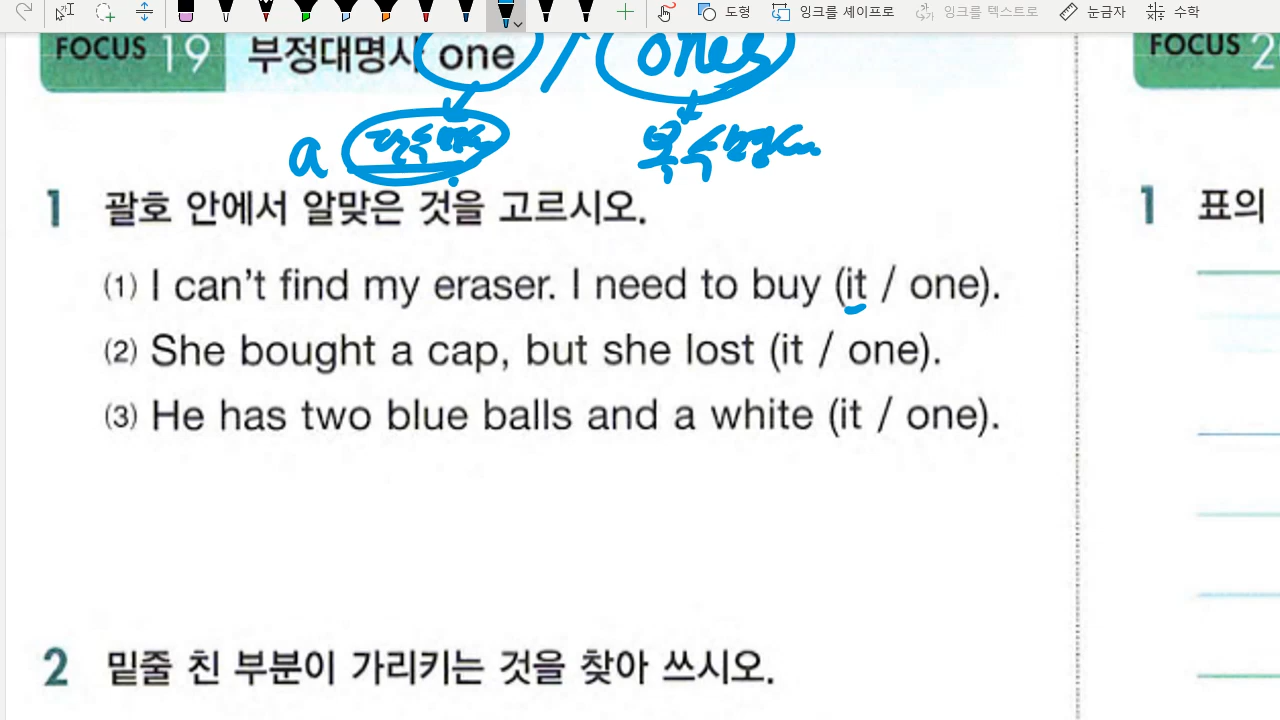 도형 잉크를 셰이프로 잉크를 텍스트로 눈금자 수학
FOCUS 19 부정대명사 one / ones
FOCUS 2
a 단수명사
복수명사
1 괄호 안에서 알맞은 것을 고르시오.
(1) I can't find my eraser. I need to buy (it / one).
(2) She bought a cap, but she lost (it / one).
(3) He has two blue balls and a white (it / one).
2 밑줄 친 부분이 가리키는 것을 찾아 쓰시오.
1 표의